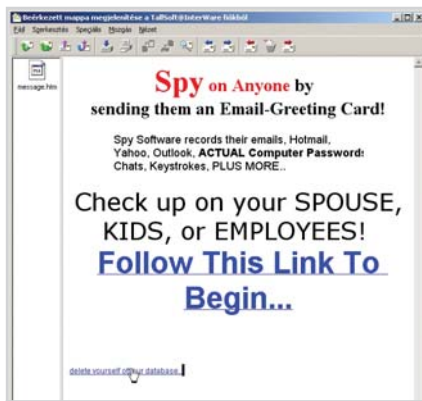 Beérkezett mappa megjelenítése a TallSoft@InterWare fiókból
Fájl Szerkesztés Speciális Mozgás Nézet
message.htm
Spy on Anyone by
sending them an Email-Greeting Card!
Spy Software records their emails, Hotmail,
Yahoo, Outlook, ACTUAL Computer Passwords
Chats, Keystrokes, PLUS MORE..
Check up on your SPOUSE,
KIDS, or EMPLOYEES!
Follow This Link To
Begin...
delete yourself off our database..